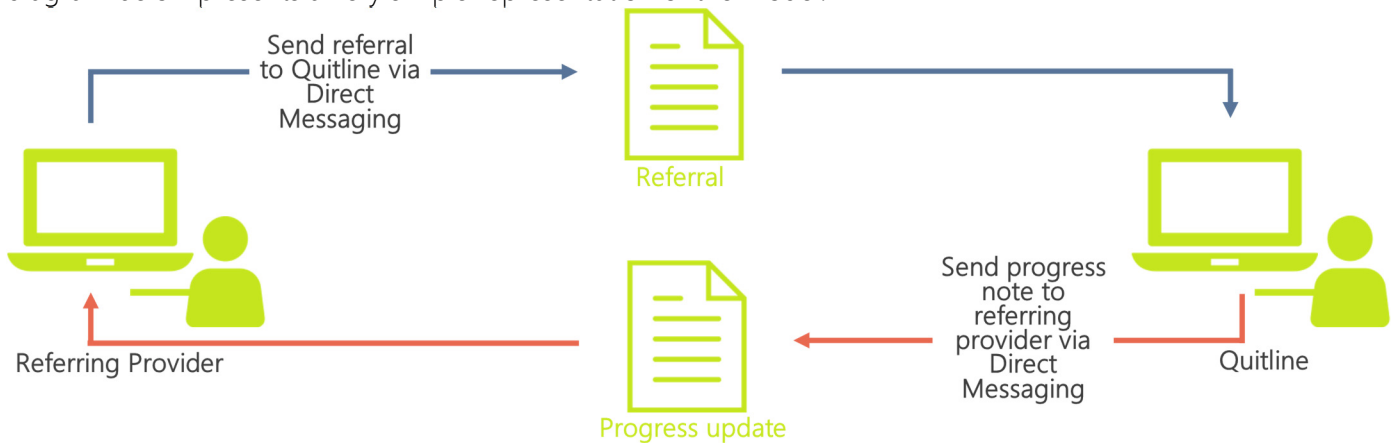 Send referral
to Quitline via
Direct
Messaging
Referral
Referring Provider
Send progress
note to
referring
provider via
Direct
Messaging
Quitline
Progress update